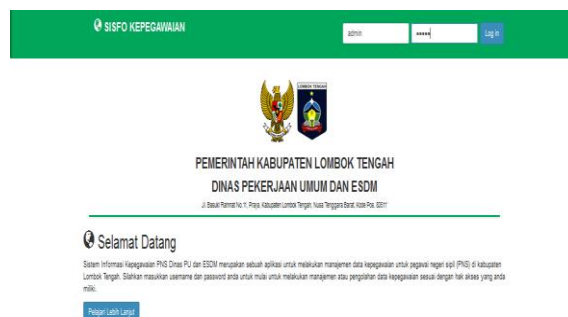 SISFO KEPEGAWAIAN
admin
Log in
LOMBOK TENGAH
PEMERINTAH KABUPATEN LOMBOK TENGAH
DINAS PEKERJAAN UMUM DAN ESDM
Jl. Basuki Rahmat No. 11, Praya, Kabupaten Lombok Tengah, Nusa Tenggara Barat, Kode Pos. 83511
Selamat Datang
Sistem Informasi Kepegawaian PNS Dinas PU dan ESDM merupakan sebuah aplikasi untuk melakukan manajemen data kepegawaian untuk pegawai negeri sipil (PNS) di kabupaten
Lombok Tengah. Silahkan masukkan username dan password anda untuk mulai untuk melakukan manajemen atau pengolahan data kepegawaian sesuai dengan hak akses yang anda
miliki.
Pelajari Lebih Lanjut